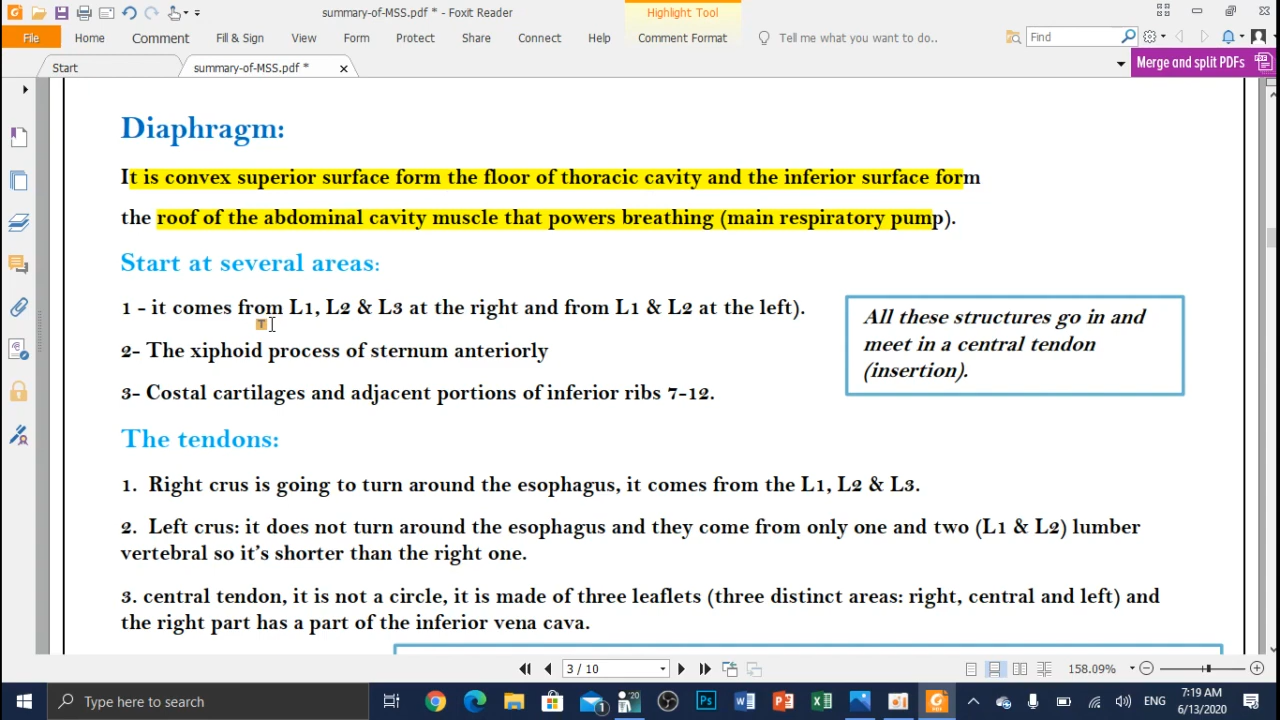 summary-of-MSS.pdf * - Foxit Reader
Highlight Tool
File
Home
Comment
Fill & Sign
View
Form
Protect
Share
Connect
Help
Comment Format
Tell me what you want to do..
Find
Start
summary-of-MSS.pdf *
Merge and split PDFs
Diaphragm:
It is convex superior surface form the floor of thoracic cavity and the inferior surface form
the roof of the abdominal cavity muscle that powers breathing (main respiratory pump).
Start at several areas:
1 - it comes from L1, L2 & L3 at the right and from L1 & L2 at the left).
2- The xiphoid process of sternum anteriorly
3- Costal cartilages and adjacent portions of inferior ribs 7-12.
All these structures go in and
meet in a central tendon
(insertion).
The tendons:
1. Right crus is going to turn around the esophagus, it comes from the L1, L2 & L3.
2. Left crus: it does not turn around the esophagus and they come from only one and two (L1 & L2) lumber
vertebral so it's shorter than the right one.
3. central tendon, it is not a circle, it is made of three leaflets (three distinct areas: right, central and left) and
the right part has a part of the inferior vena cava.
3 / 10
158.09%
Type here to search
ENG
7:19 AM
6/13/2020